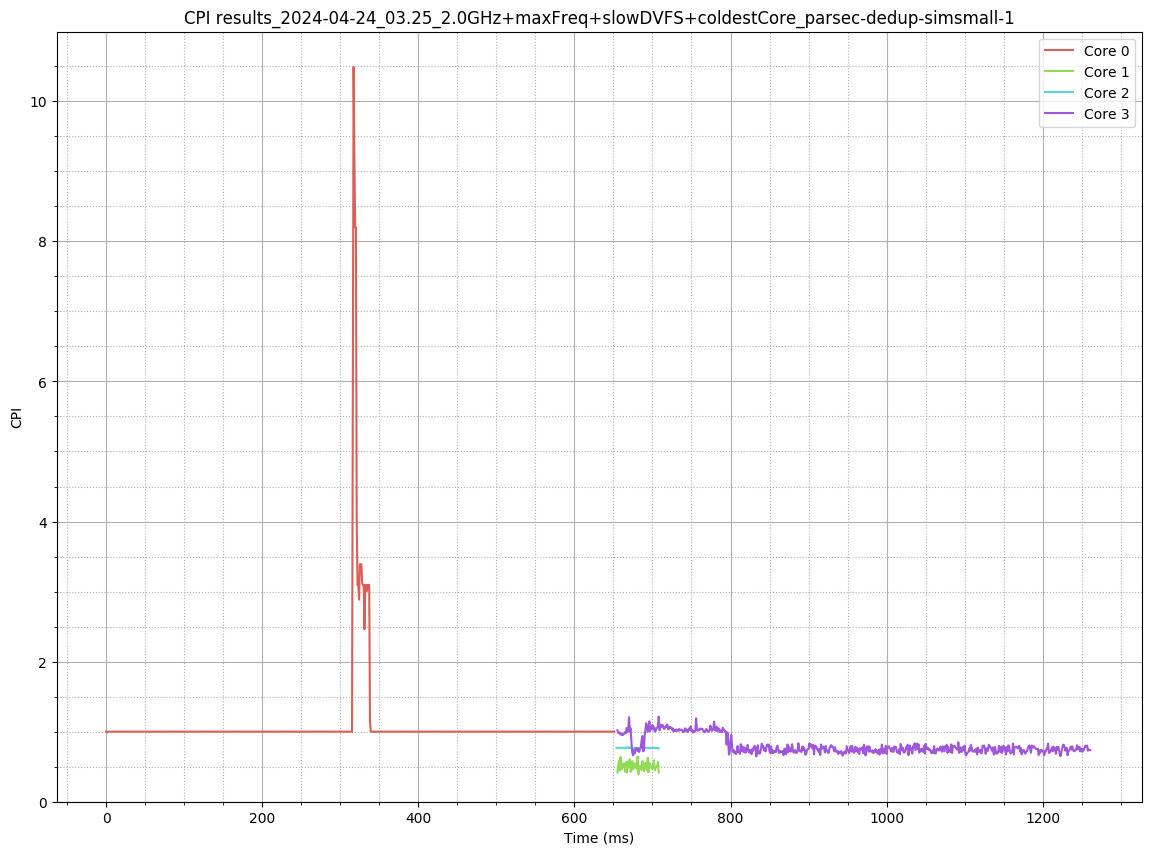 CPI results_2024-04-24_03.25_2.0GHz+maxFreq+slowDVFS+coldestCore_parsec-dedup-simsmall-1
Core 0
Core 1
Core 2
Core 3
10
8
6
4
2
0
CPI
0 200 400 600 800 1000 1200
Time (ms)